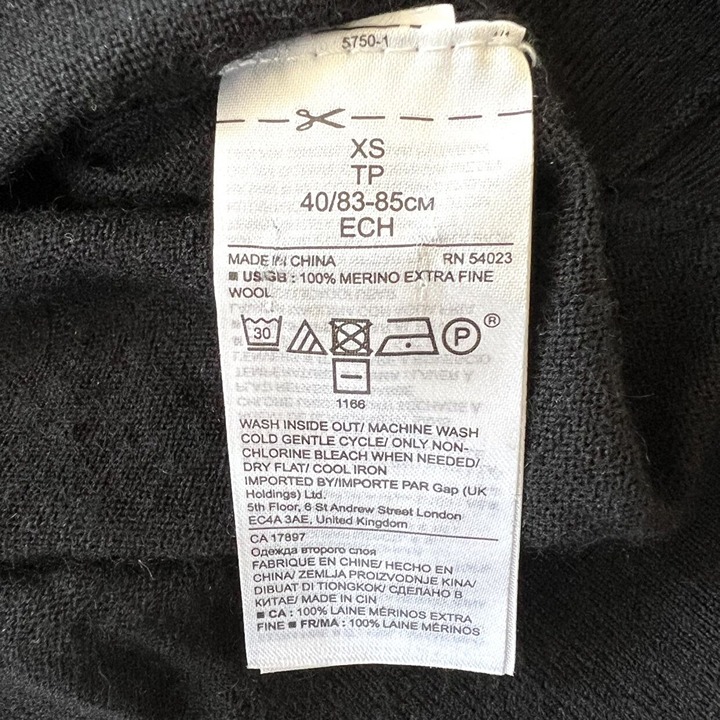 5750-1
XS
TP
40/83-85CM
ECH
MADE IN CHINA RN 54023
■ US/GB : 100% MERINO EXTRA FINE
WOOL
30 P ®
1166
WASH INSIDE OUT/ MACHINE WASH
COLD GENTLE CYCLE/ ONLY NON-
CHLORINE BLEACH WHEN NEEDED/
DRY FLAT/ COOL IRON
IMPORTED BY/IMPORTE PAR Gap (UK
Holdings) Ltd.
5th Floor, 6 St Andrew Street London
EC4A 3AE, United Kingdom
CA 17897
Одежда второго слоя
FABRIQUE EN CHINE/ HECHO EN
CHINA/ ZEMLJA PROIZVODNJE KINA/
DIBUAT DI TIONGKOK/ СДЕЛАНО В
КИТАЕ/ MADE IN CIN
■ CA : 100% LAINE MÉRINOS EXTRA
FINE ■ FR/MA : 100% LAINE MÉRINOS